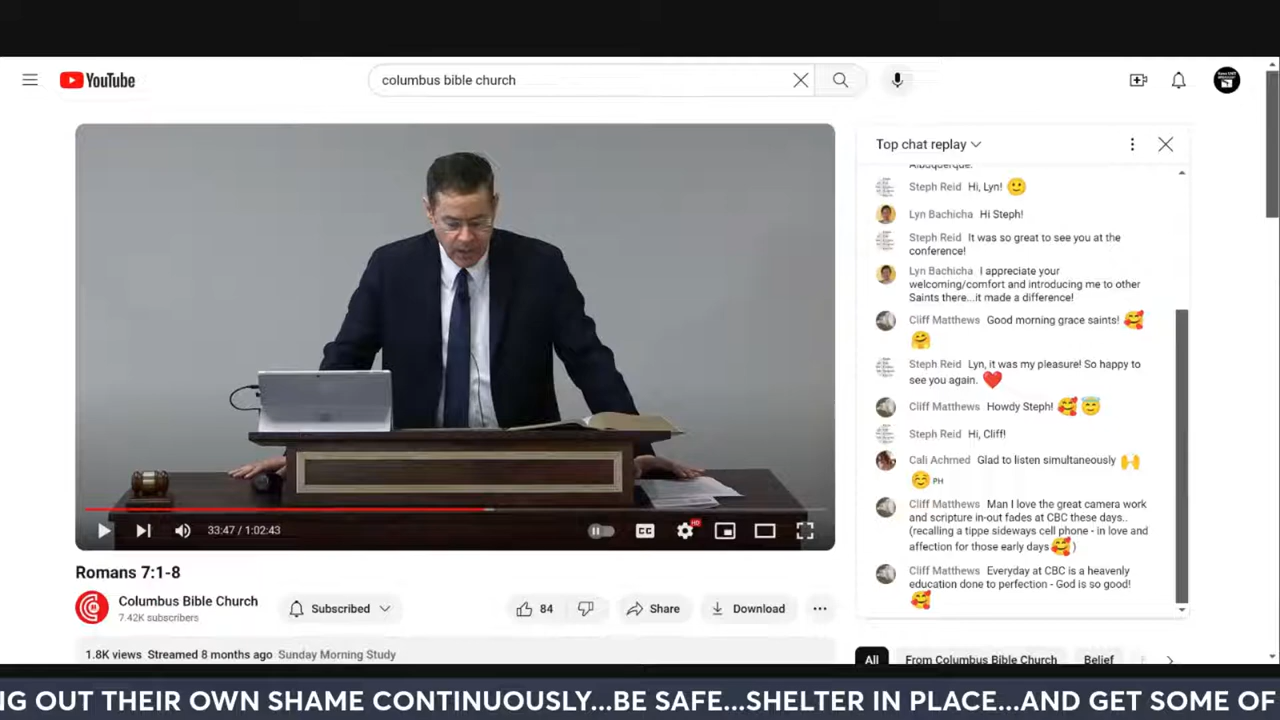 YouTube
columbus bible church
Top chat replay
Albuquerque.
Steph Reid Hi, Lyn! 🙂
Lyn Bachicha Hi Steph!
Steph Reid It was so great to see you at the
conference!
Lyn Bachicha I appreciate your
welcoming/comfort and introducing me to other
Saints there...it made a difference!
Cliff Matthews Good morning grace saints! 🥰
🤗
Steph Reid Lyn, it was my pleasure! So happy to
see you again. ❤️
Cliff Matthews Howdy Steph! 🥰😇
Steph Reid Hi, Cliff!
Cali Achmed Glad to listen simultaneously 🙌
☺️ PH
Cliff Matthews Man I love the great camera work
and scripture in-out fades at CBC these days..
(recalling a tippe sideways cell phone - in love and
affection for those early days 🥰)
Cliff Matthews Everyday at CBC is a heavenly
education done to perfection - God is so good!
🥰
33:47 / 1:02:43
CC
HD
Romans 7:1-8
Columbus Bible Church
7.42K subscribers
Subscribed
84
Share
Download
1.8K views Streamed 8 months ago Sunday Morning Study
All
From Columbus Bible Church
Belief
NG OUT THEIR OWN SHAME CONTINUOUSLY...BE SAFE...SHELTER IN PLACE...AND GET SOME OF